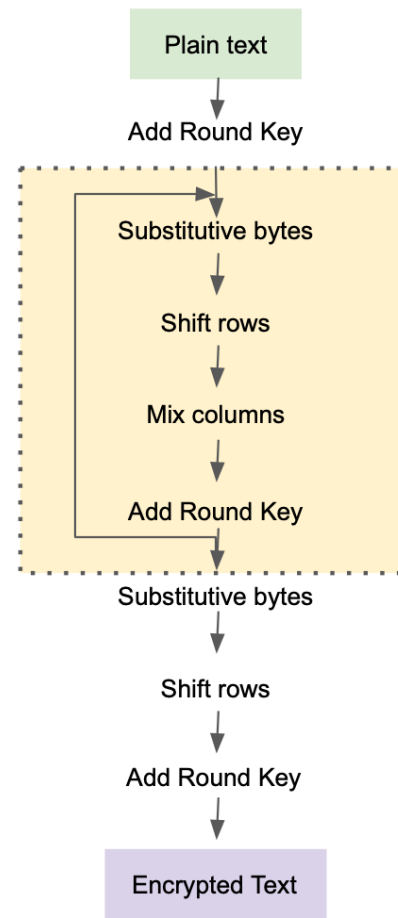 Plain text
Add Round Key
Substitutive bytes
Shift rows
Mix columns
Add Round Key
Substitutive bytes
Shift rows
Add Round Key
Encrypted Text